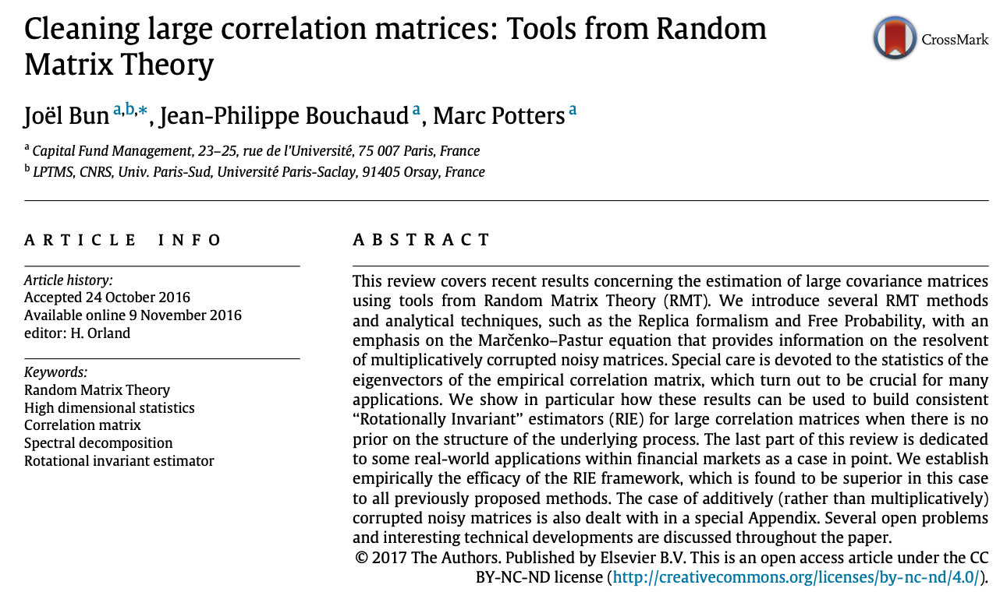 Cleaning large correlation matrices: Tools from Random
Matrix Theory
CrossMark
Joël Bun a,b,*, Jean-Philippe Bouchaud a, Marc Potters a
a Capital Fund Management, 23–25, rue de l'Université, 75 007 Paris, France
b LPTMS, CNRS, Univ. Paris-Sud, Université Paris-Saclay, 91405 Orsay, France
ARTICLE INFO
Article history:
Accepted 24 October 2016
Available online 9 November 2016
editor: H. Orland
Keywords:
Random Matrix Theory
High dimensional statistics
Correlation matrix
Spectral decomposition
Rotational invariant estimator
ABSTRACT
This review covers recent results concerning the estimation of large covariance matrices
using tools from Random Matrix Theory (RMT). We introduce several RMT methods
and analytical techniques, such as the Replica formalism and Free Probability, with an
emphasis on the Marčenko–Pastur equation that provides information on the resolvent
of multiplicatively corrupted noisy matrices. Special care is devoted to the statistics of the
eigenvectors of the empirical correlation matrix, which turn out to be crucial for many
applications. We show in particular how these results can be used to build consistent
“Rotationally Invariant” estimators (RIE) for large correlation matrices when there is no
prior on the structure of the underlying process. The last part of this review is dedicated
to some real-world applications within financial markets as a case in point. We establish
empirically the efficacy of the RIE framework, which is found to be superior in this case
to all previously proposed methods. The case of additively (rather than multiplicatively)
corrupted noisy matrices is also dealt with in a special Appendix. Several open problems
and interesting technical developments are discussed throughout the paper.
© 2017 The Authors. Published by Elsevier B.V. This is an open access article under the CC
BY-NC-ND license (http://creativecommons.org/licenses/by-nc-nd/4.0/).